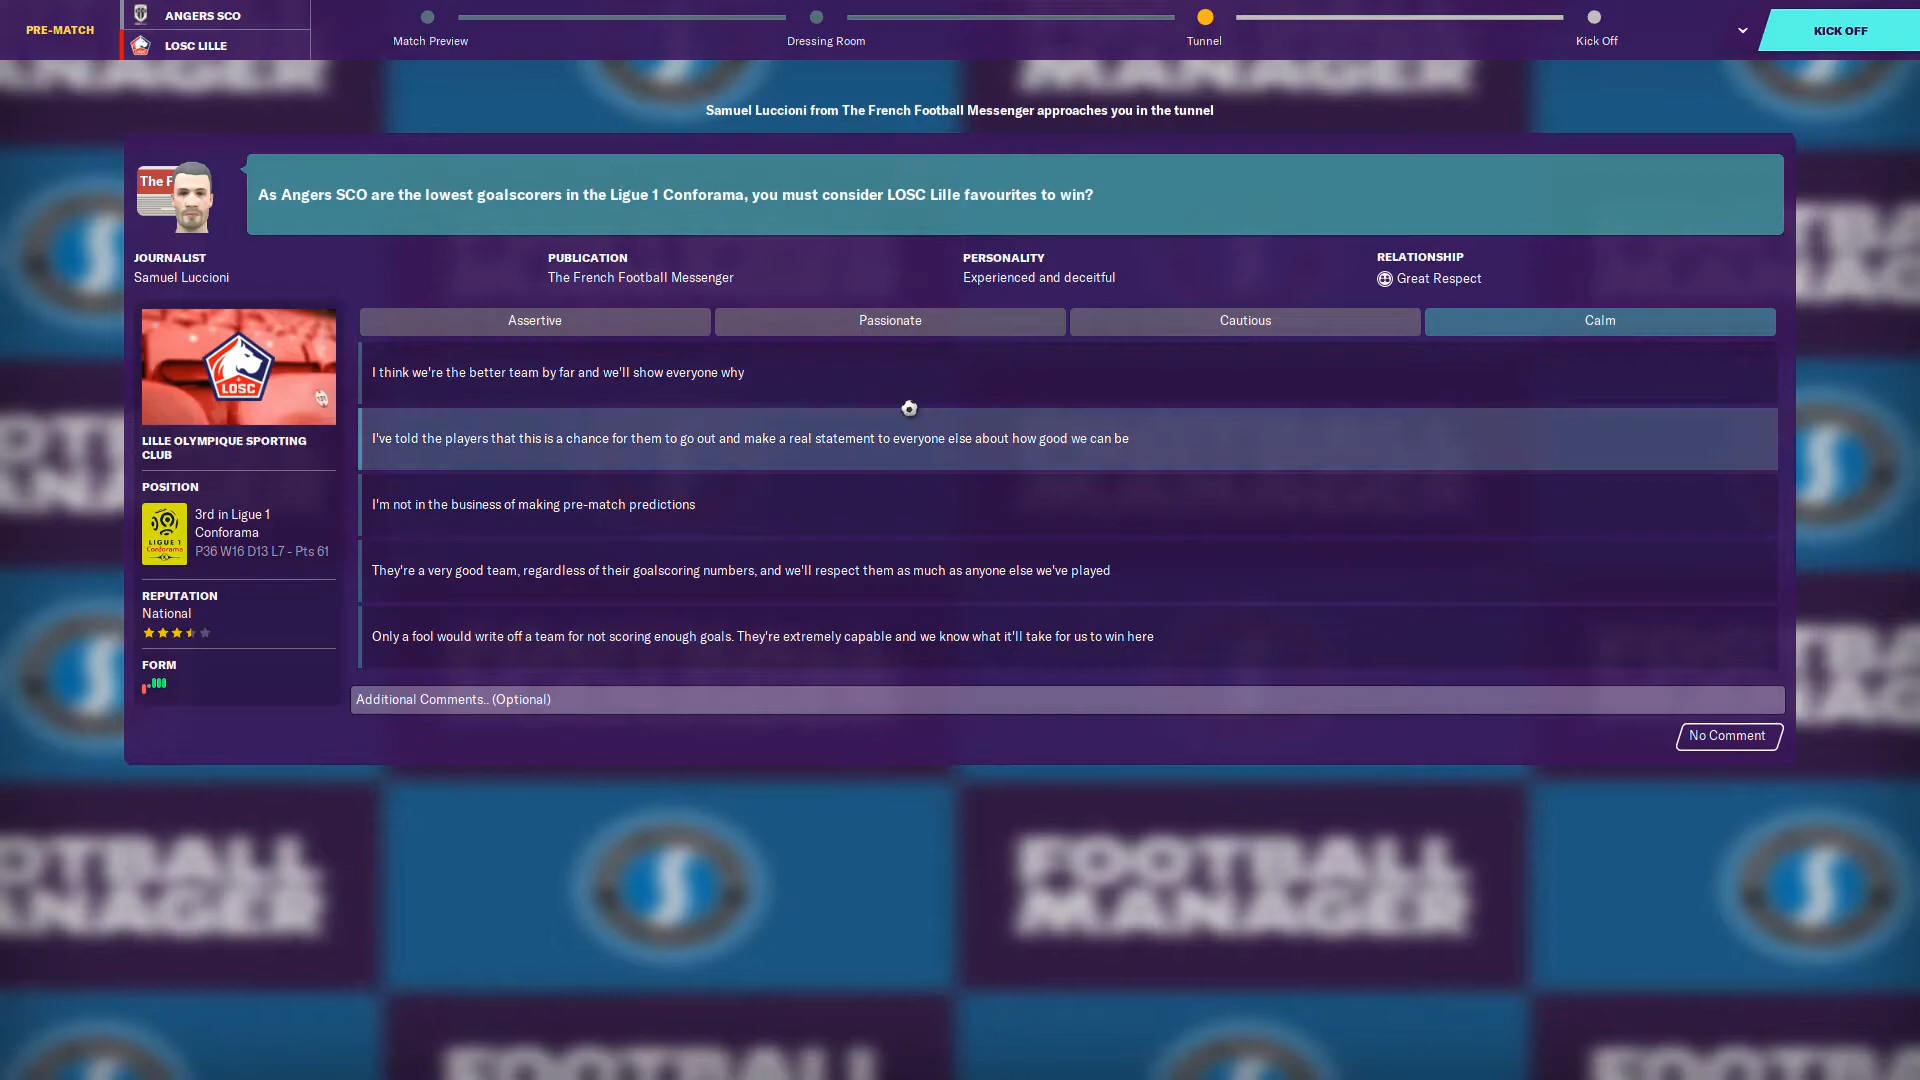 PRE-MATCH
ANGERS SCO
LOSC LILLE
Match Preview
Dressing Room
Tunnel
Kick Off
KICK OFF
Samuel Luccioni from The French Football Messenger approaches you in the tunnel
The F
As Angers SCO are the lowest goalscorers in the Ligue 1 Conforama, you must consider LOSC Lille favourites to win?
JOURNALIST
Samuel Luccioni
PUBLICATION
The French Football Messenger
PERSONALITY
Experienced and deceitful
RELATIONSHIP
Great Respect
LOSC
LILLE OLYMPIQUE SPORTING
CLUB
POSITION
LIGUE 1
Conforama
3rd in Ligue 1
Conforama
P36 W16 D13 L7 - Pts 61
REPUTATION
National
FORM
Assertive
Passionate
Cautious
Calm
I think we're the better team by far and we'll show everyone why
I've told the players that this is a chance for them to go out and make a real statement to everyone else about how good we can be
I'm not in the business of making pre-match predictions
They're a very good team, regardless of their goalscoring numbers, and we'll respect them as much as anyone else we've played
Only a fool would write off a team for not scoring enough goals. They're extremely capable and we know what it'll take for us to win here
Additional Comments.. (Optional)
No Comment
FOOTBALL
MANAGER